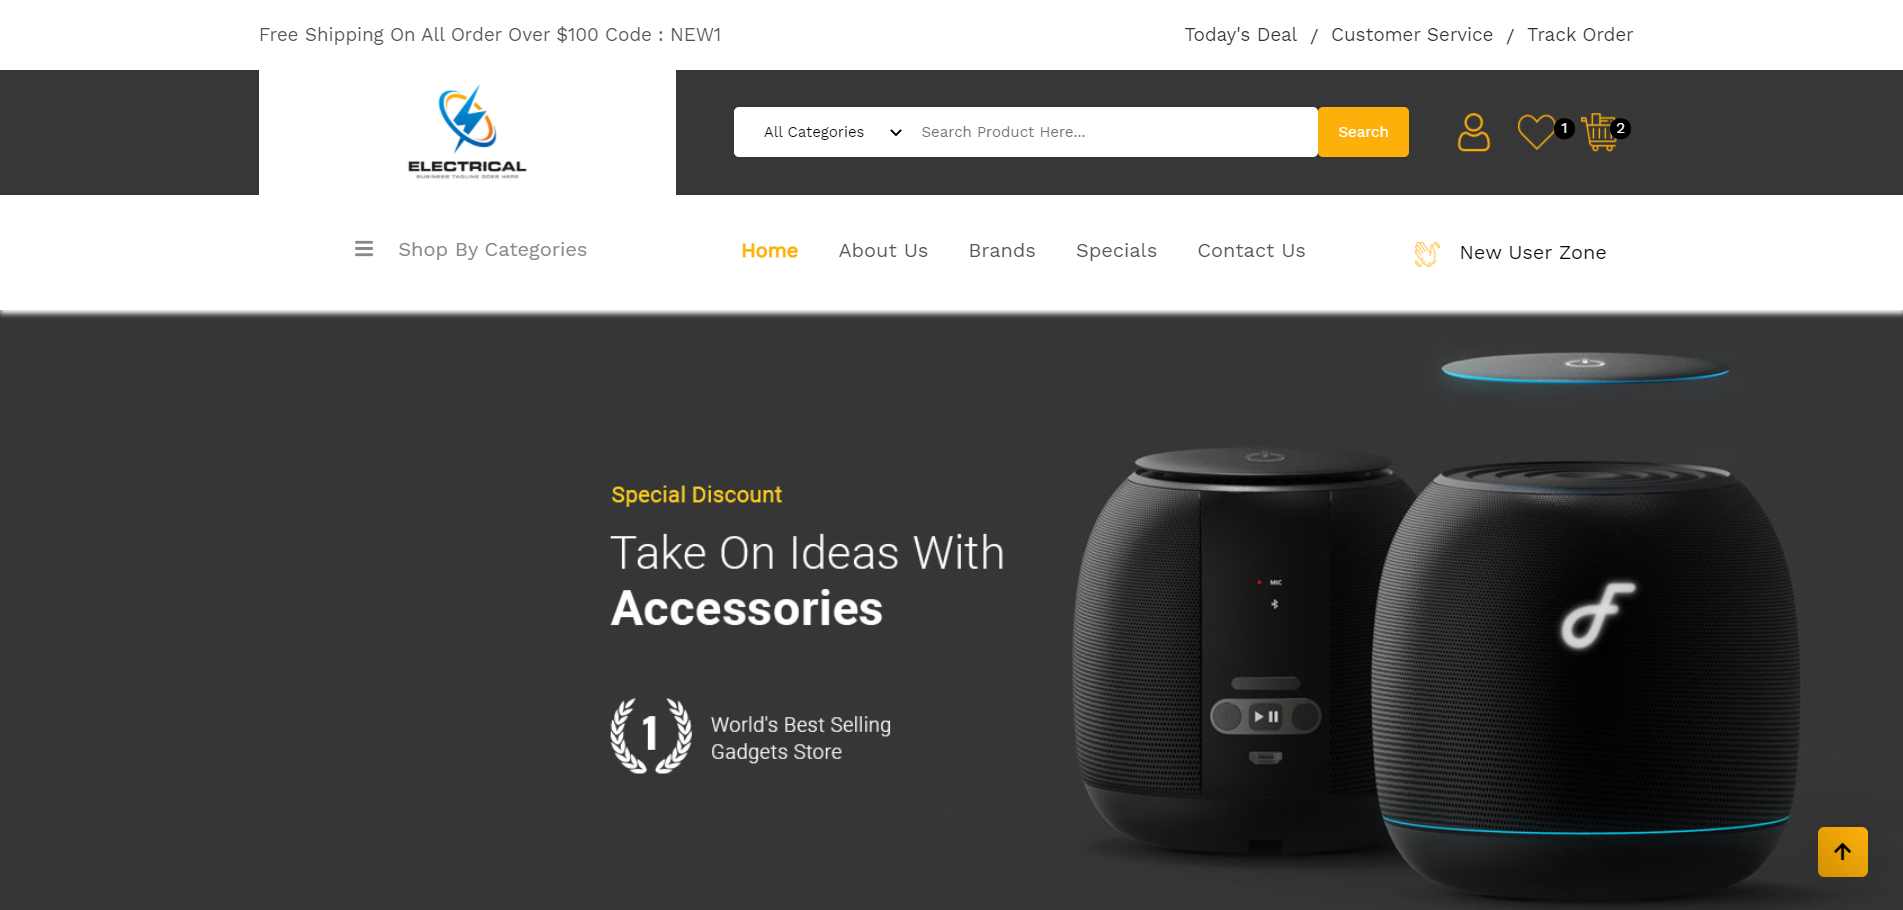 Free Shipping On All Order Over $100 Code : NEW1
Today's Deal / Customer Service / Track Order
ELECTRICAL
BUSINESS TAGLINE GOES HERE
All Categories
Search Product Here...
Search
1
2
Shop By Categories
Home
About Us
Brands
Specials
Contact Us
New User Zone
Special Discount
Take On Ideas With
Accessories
1
World's Best Selling
Gadgets Store
MIC